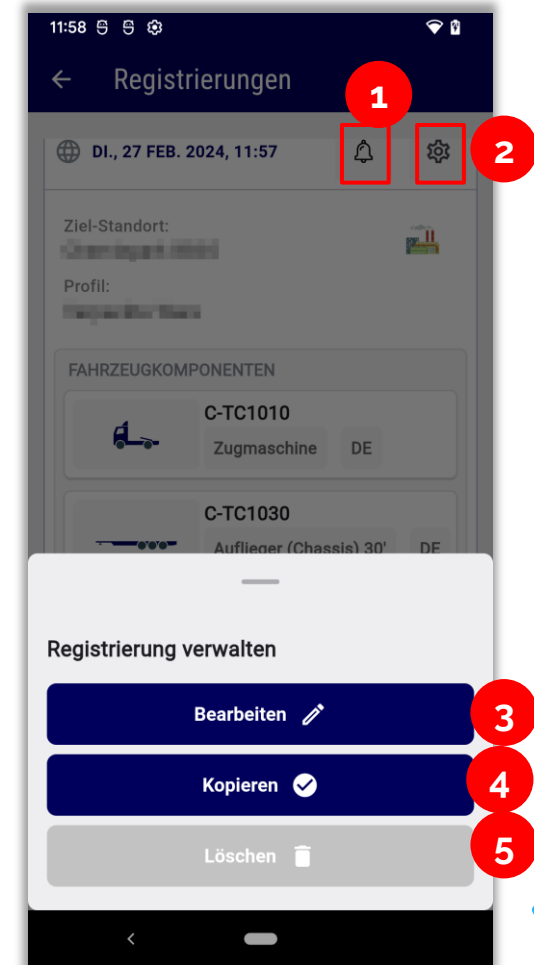 11:58
Registrierungen
1
DI., 27 FEB. 2024, 11:57
2
Ziel-Standort:
Profil:
FAHRZEUGKOMPONENTEN
C-TC1010
Zugmaschine DE
C-TC1030
Auflieger (Chassis) 30' DE
Registrierung verwalten
Bearbeiten 3
Kopieren 4
Löschen 5